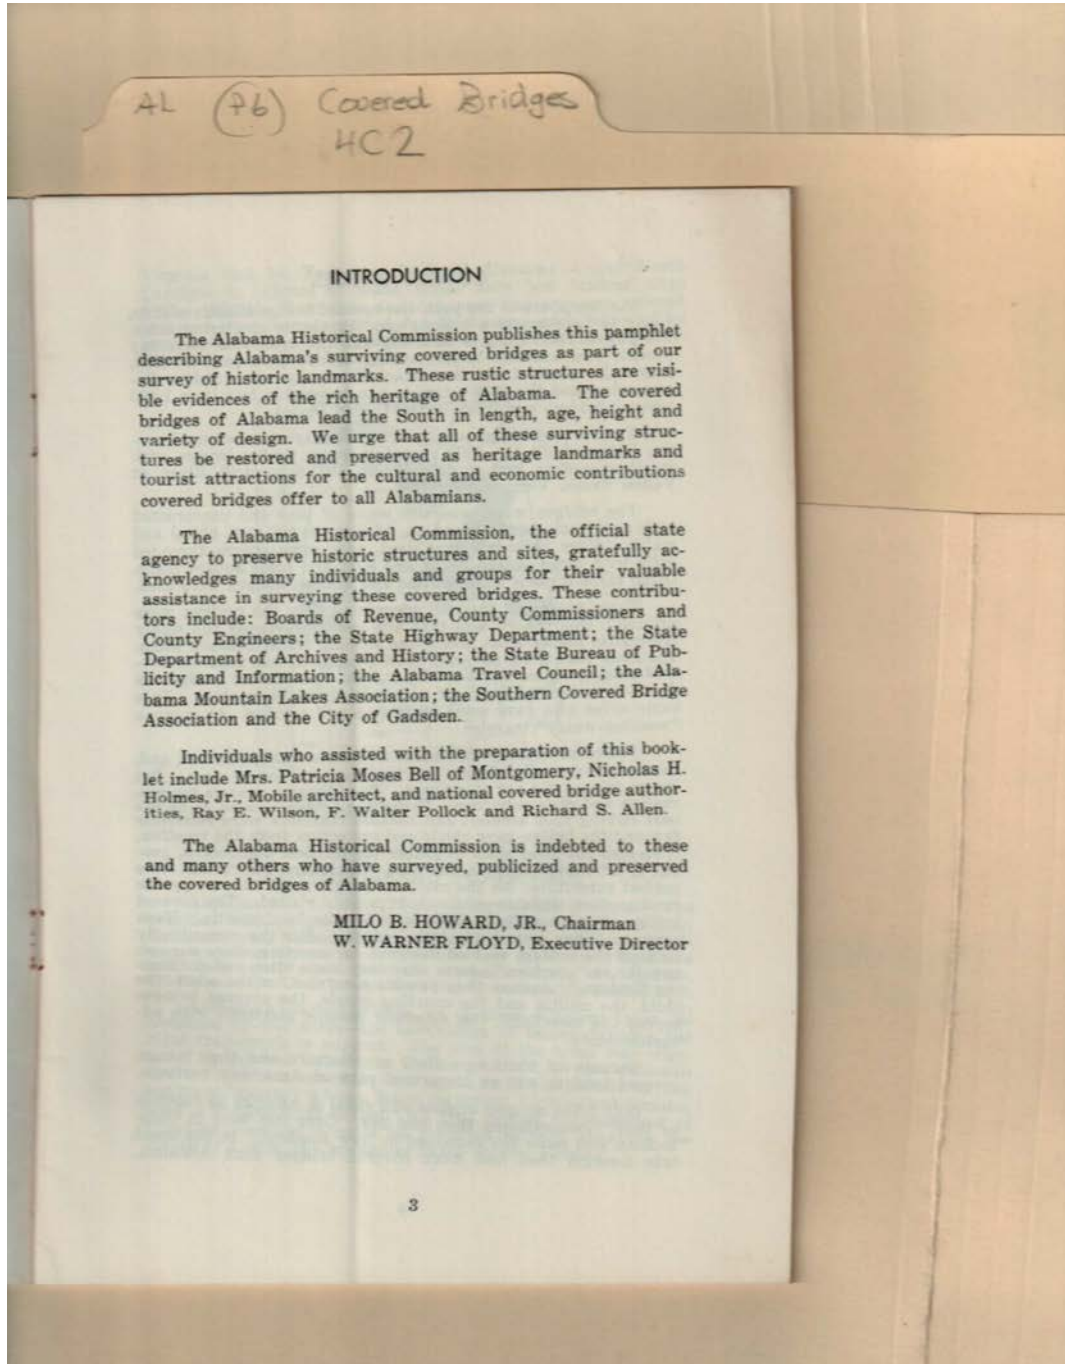 AL (P6) Covered Bridges
4C2
INTRODUCTION
The Alabama Historical Commission publishes this pamphlet
describing Alabama's surviving covered bridges as part of our
survey of historic landmarks. These rustic structures are visi-
ble evidences of the rich heritage of Alabama. The covered
bridges of Alabama lead the South in length, age, height and
variety of design. We urge that all of these surviving struc-
tures be restored and preserved as heritage landmarks and
tourist attractions for the cultural and economic contributions
covered bridges offer to all Alabamians.
The Alabama Historical Commission, the official state
agency to preserve historic structures and sites, gratefully ac-
knowledges many individuals and groups for their valuable
assistance in surveying these covered bridges. These contribu-
tors include: Boards of Revenue, County Commissioners and
County Engineers; the State Highway Department; the State
Department of Archives and History; the State Bureau of Pub-
licity and Information; the Alabama Travel Council; the Ala-
bama Mountain Lakes Association; the Southern Covered Bridge
Association and the City of Gadsden.
Individuals who assisted with the preparation of this book-
let include Mrs. Patricia Moses Bell of Montgomery, Nicholas H.
Holmes, Jr., Mobile architect, and national covered bridge author-
ities, Ray E. Wilson, F. Walter Pollock and Richard S. Allen.
The Alabama Historical Commission is indebted to these
and many others who have surveyed, publicized and preserved
the covered bridges of Alabama.
MILO B. HOWARD, JR., Chairman
W. WARNER FLOYD, Executive Director
3